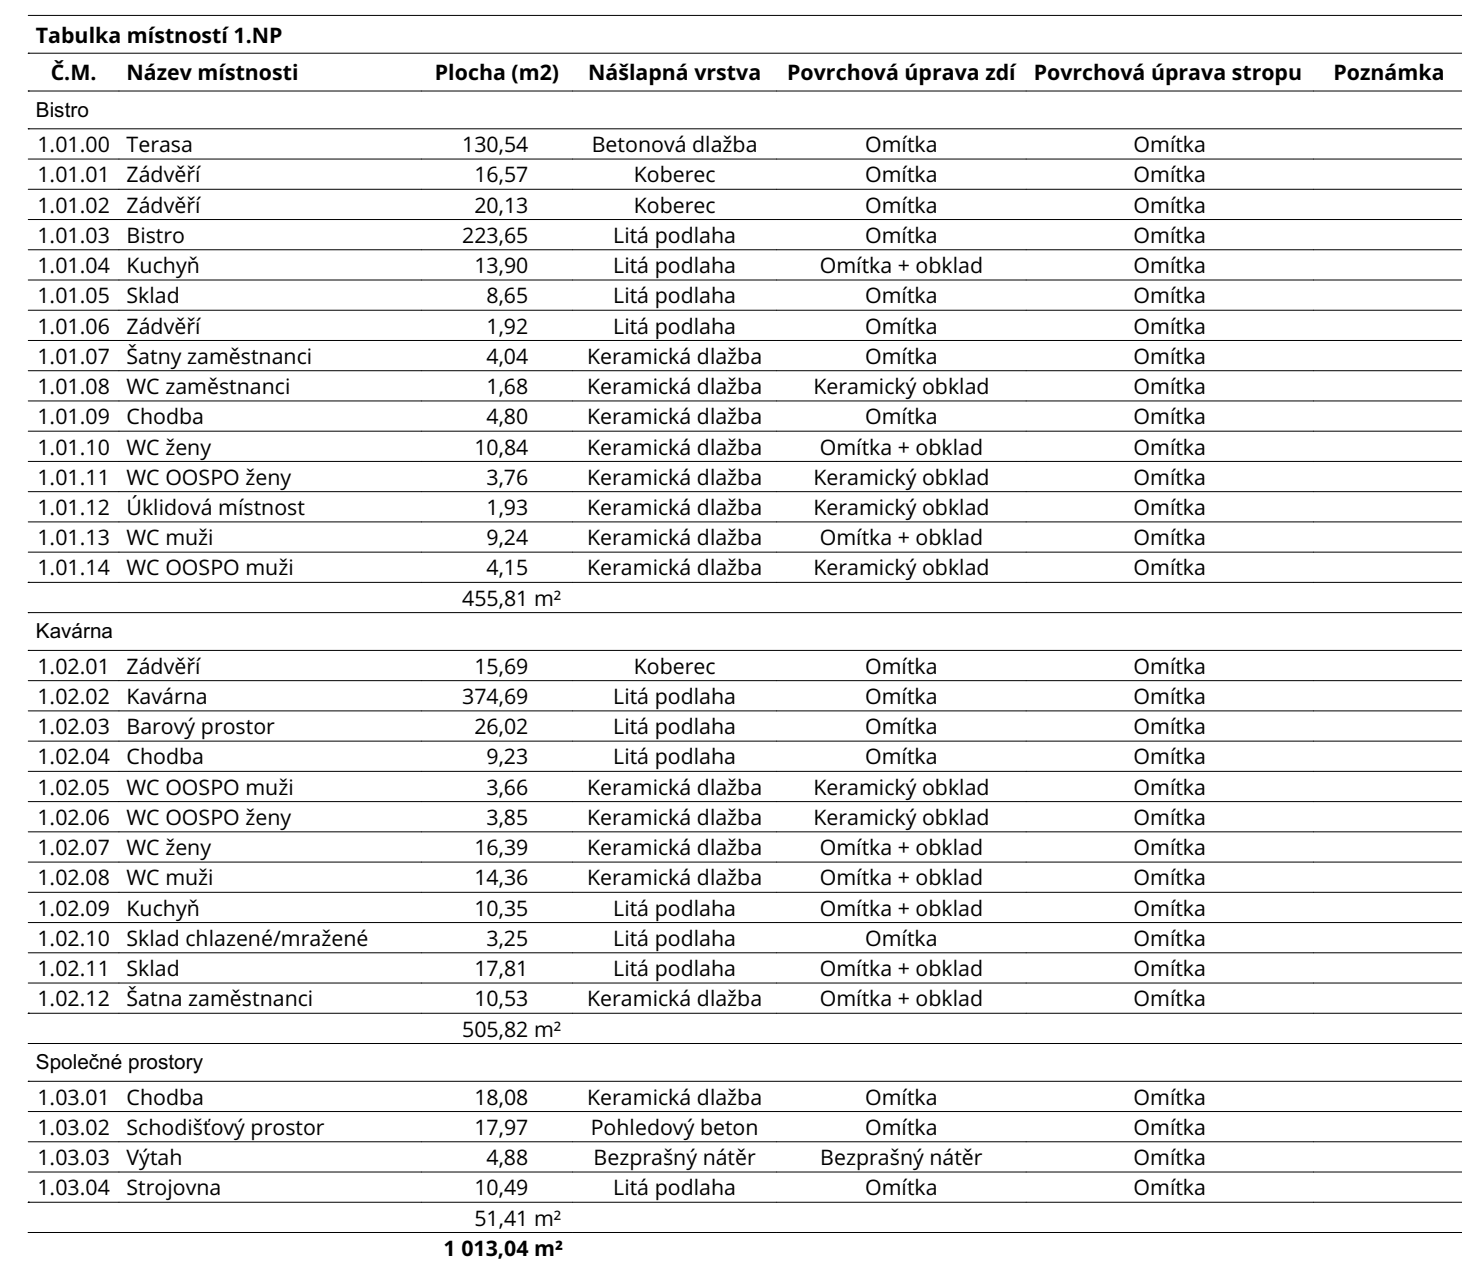 Tabulka místností 1.NP
Č.M. Název místnosti Plocha (m2) Nášlapná vrstva Povrchová úprava zdí Povrchová úprava stropu Poznámka
Bistro
1.01.00 Terasa 130,54 Betonová dlažba Omítka Omítka
1.01.01 Zádvěří 16,57 Koberec Omítka Omítka
1.01.02 Zádvěří 20,13 Koberec Omítka Omítka
1.01.03 Bistro 223,65 Litá podlaha Omítka Omítka
1.01.04 Kuchyň 13,90 Litá podlaha Omítka + obklad Omítka
1.01.05 Sklad 8,65 Litá podlaha Omítka Omítka
1.01.06 Zádvěří 1,92 Litá podlaha Omítka Omítka
1.01.07 Šatny zaměstnanci 4,04 Keramická dlažba Omítka Omítka
1.01.08 WC zaměstnanci 1,68 Keramická dlažba Keramický obklad Omítka
1.01.09 Chodba 4,80 Keramická dlažba Omítka Omítka
1.01.10 WC ženy 10,84 Keramická dlažba Omítka + obklad Omítka
1.01.11 WC OOSPO ženy 3,76 Keramická dlažba Keramický obklad Omítka
1.01.12 Úklidová místnost 1,93 Keramická dlažba Keramický obklad Omítka
1.01.13 WC muži 9,24 Keramická dlažba Omítka + obklad Omítka
1.01.14 WC OOSPO muži 4,15 Keramická dlažba Keramický obklad Omítka
455,81 m²
Kavárna
1.02.01 Zádvěří 15,69 Koberec Omítka Omítka
1.02.02 Kavárna 374,69 Litá podlaha Omítka Omítka
1.02.03 Barový prostor 26,02 Litá podlaha Omítka Omítka
1.02.04 Chodba 9,23 Litá podlaha Omítka Omítka
1.02.05 WC OOSPO muži 3,66 Keramická dlažba Keramický obklad Omítka
1.02.06 WC OOSPO ženy 3,85 Keramická dlažba Keramický obklad Omítka
1.02.07 WC ženy 16,39 Keramická dlažba Omítka + obklad Omítka
1.02.08 WC muži 14,36 Keramická dlažba Omítka + obklad Omítka
1.02.09 Kuchyň 10,35 Litá podlaha Omítka + obklad Omítka
1.02.10 Sklad chlazené/mražené 3,25 Litá podlaha Omítka Omítka
1.02.11 Sklad 17,81 Litá podlaha Omítka + obklad Omítka
1.02.12 Šatna zaměstnanci 10,53 Keramická dlažba Omítka + obklad Omítka
505,82 m²
Společné prostory
1.03.01 Chodba 18,08 Keramická dlažba Omítka Omítka
1.03.02 Schodišťový prostor 17,97 Pohledový beton Omítka Omítka
1.03.03 Výtah 4,88 Bezprašný nátěr Bezprašný nátěr Omítka
1.03.04 Strojovna 10,49 Litá podlaha Omítka Omítka
51,41 m²
1 013,04 m²